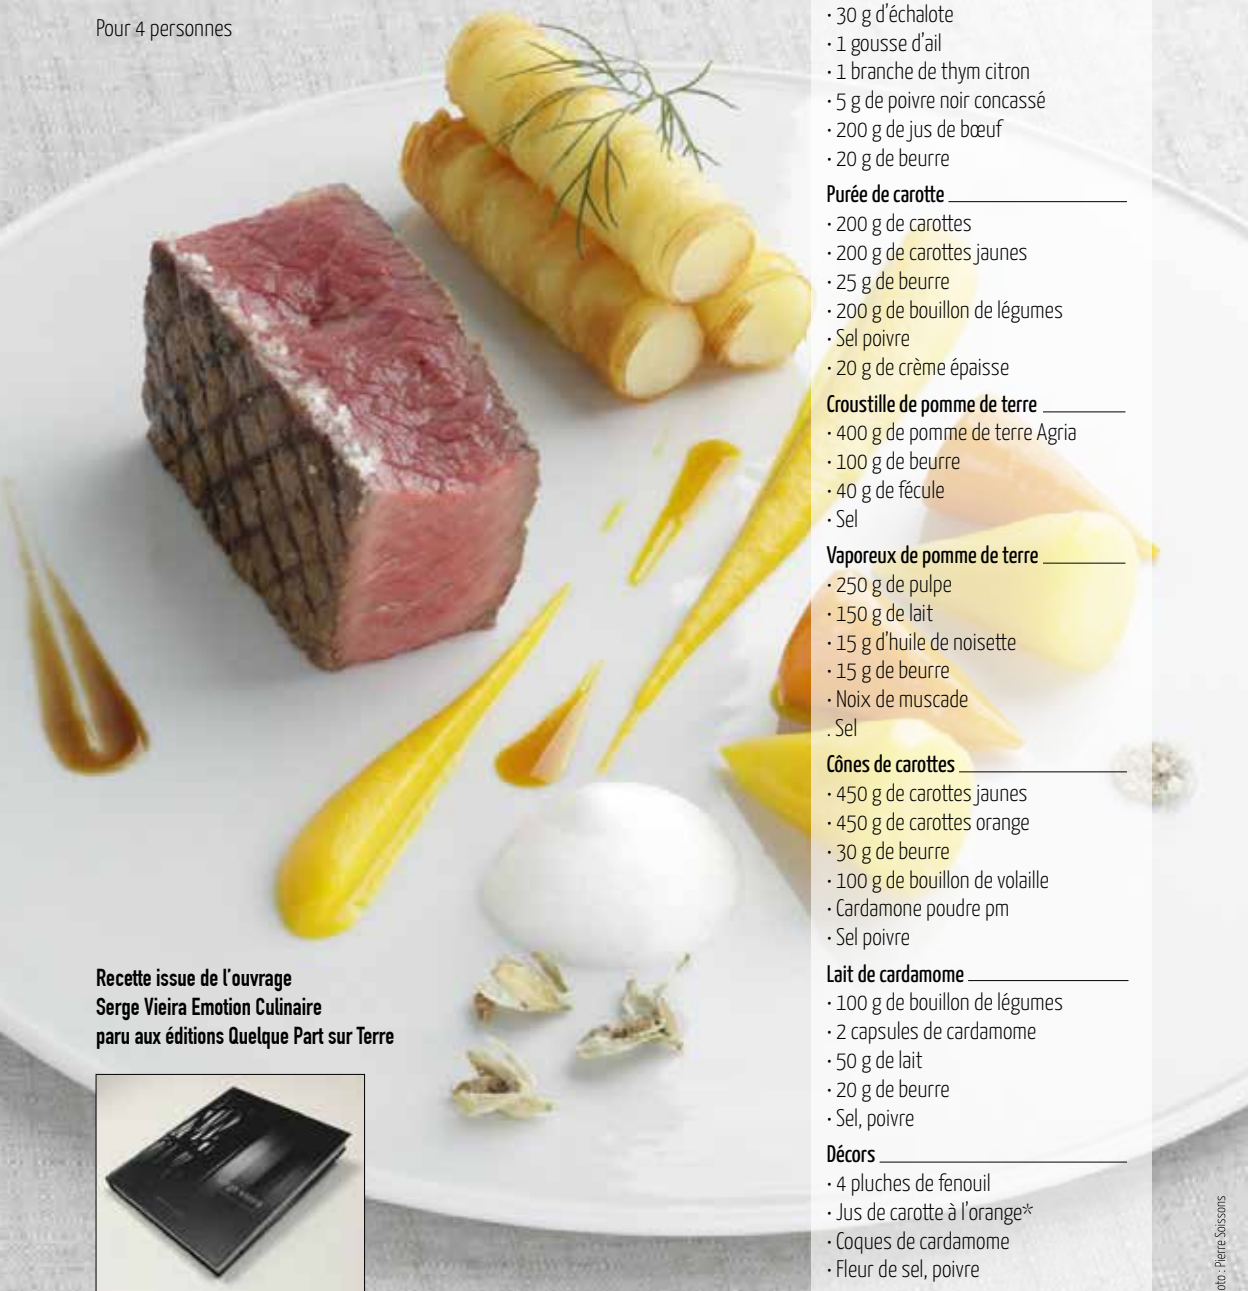 Pour 4 personnes
· 30 g d'échalote
· 1 gousse d'ail
· 1 branche de thym citron
· 5 g de poivre noir concassé
· 200 g de jus de bœuf
· 20 g de beurre
Purée de carotte
· 200 g de carottes
· 200 g de carottes jaunes
· 25 g de beurre
· 200 g de bouillon de légumes
· Sel poivre
· 20 g de crème épaisse
Croustille de pomme de terre
· 400 g de pomme de terre Agria
· 100 g de beurre
· 40 g de fécule
· Sel
Vaporeux de pomme de terre
· 250 g de pulpe
· 150 g de lait
· 15 g d'huile de noisette
· 15 g de beurre
· Noix de muscade
. Sel
Cônes de carottes
· 450 g de carottes jaunes
· 450 g de carottes orange
· 30 g de beurre
· 100 g de bouillon de volaille
· Cardamone poudre pm
· Sel poivre
Lait de cardamome
· 100 g de bouillon de légumes
· 2 capsules de cardamome
· 50 g de lait
· 20 g de beurre
· Sel, poivre
Décors
· 4 pluches de fenouil
· Jus de carotte à l'orange*
· Coques de cardamome
· Fleur de sel, poivre
Recette issue de l'ouvrage
Serge Vieira Emotion Culinaire
paru aux éditions Quelque Part sur Terre
oto : Pierre Soissons